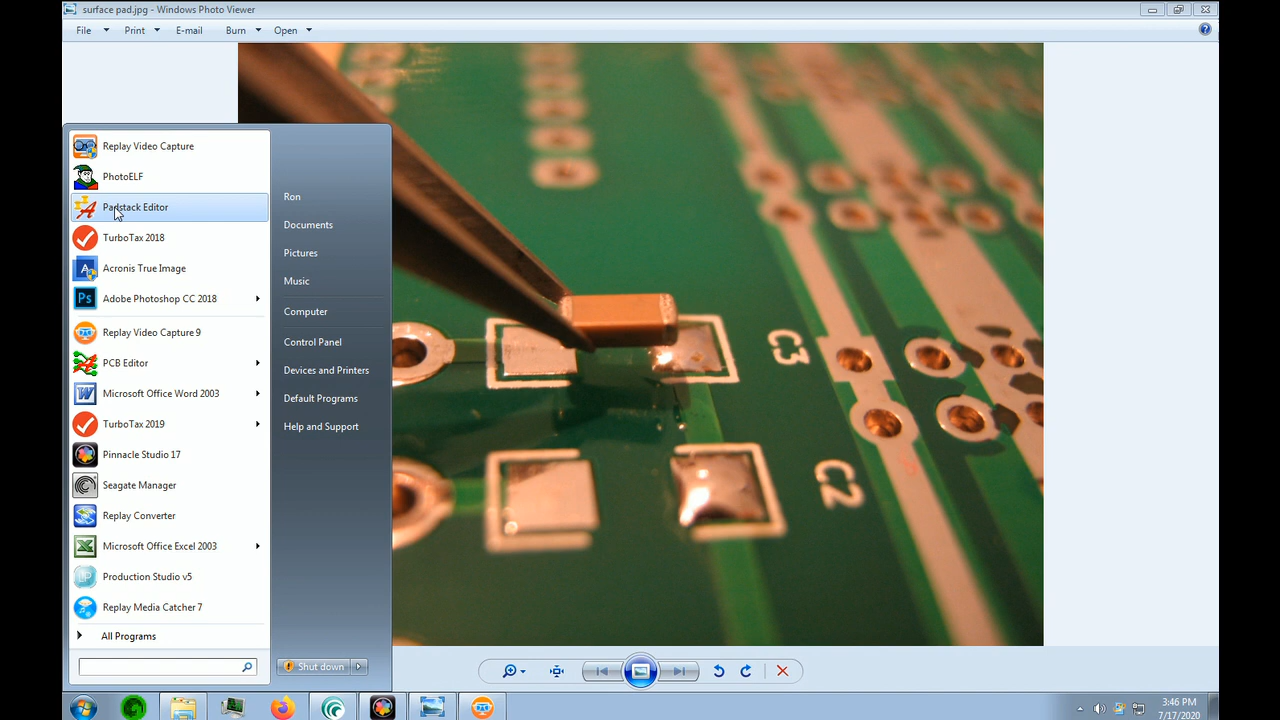 surface pad.jpg - Windows Photo Viewer
File Print E-mail Burn Open
Replay Video Capture
PhotoELF
Padstack Editor
TurboTax 2018
Acronis True Image
Adobe Photoshop CC 2018
Replay Video Capture 9
PCB Editor
Microsoft Office Word 2003
TurboTax 2019
Pinnacle Studio 17
Seagate Manager
Replay Converter
Microsoft Office Excel 2003
Production Studio v5
Replay Media Catcher 7
All Programs
Ron
Documents
Pictures
Music
Computer
Control Panel
Devices and Printers
Default Programs
Help and Support
Shut down
C3
C2
3:46 PM
7/17/2020